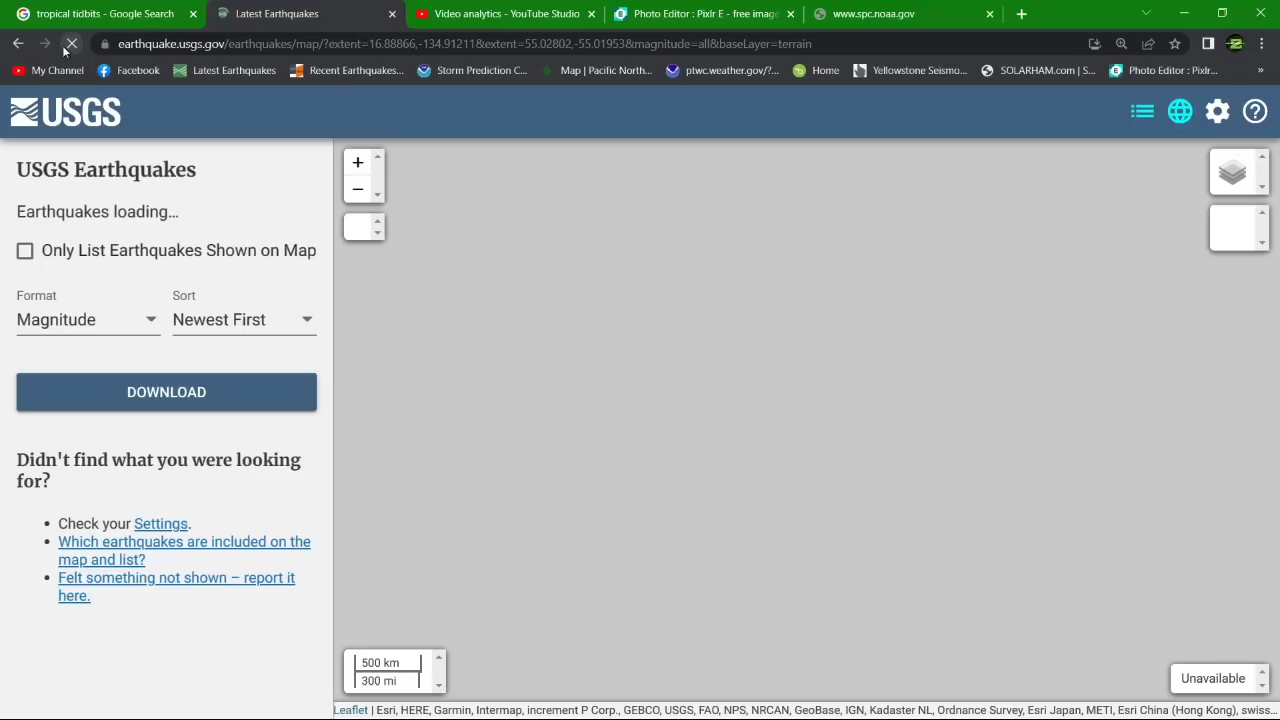 tropical tidbits - Google Search
Latest Earthquakes
Video analytics - YouTube Studio
Photo Editor : Pixlr E - free image
www.spc.noaa.gov
earthquake.usgs.gov/earthquakes/map/?extent=16.88866,-134.91211&extent=55.02802,-55.01953&magnitude=all&baseLayer=terrain
My Channel
Facebook
Latest Earthquakes
Recent Earthquakes...
Storm Prediction C...
Map | Pacific North...
ptwc.weather.gov/?...
Home
Yellowstone Seismo...
SOLARHAM.com | S...
Photo Editor : Pixlr...
»
USGS
USGS Earthquakes
Earthquakes loading...
Only List Earthquakes Shown on Map
Format
Sort
Magnitude
Newest First
DOWNLOAD
Didn't find what you were looking
for?
• Check your Settings.
• Which earthquakes are included on the
map and list?
• Felt something not shown – report it
here.
+
−
500 km
300 mi
Unavailable
Leaflet | Esri, HERE, Garmin, Intermap, increment P Corp., GEBCO, USGS, FAO, NPS, NRCAN, GeoBase, IGN, Kadaster NL, Ordnance Survey, Esri Japan, METI, Esri China (Hong Kong), swiss...